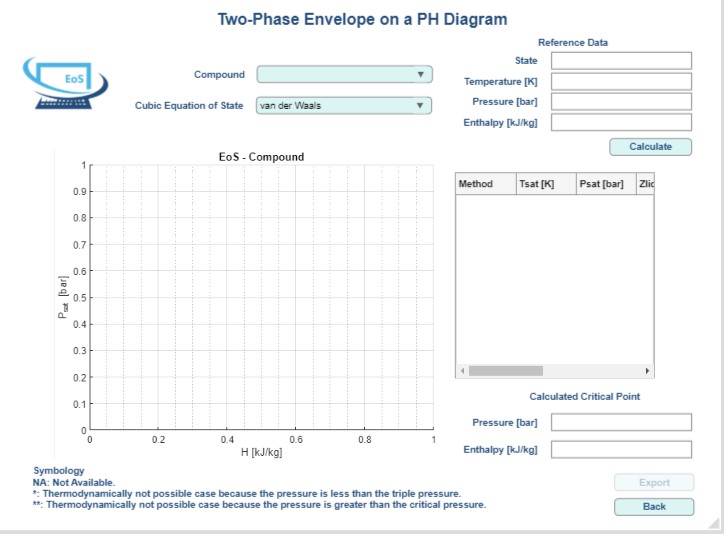 Two-Phase Envelope on a PH Diagram
EoS
Compound
Cubic Equation of State
van der Waals
Reference Data
State
Temperature [K]
Pressure [bar]
Enthalpy [kJ/kg]
Calculate
EoS - Compound
1
0.9
0.8
0.7
0.6
0.5
0.4
0.3
0.2
0.1
0
Psat [bar]
0 0.2 0.4 0.6 0.8 1
H [kJ/kg]
Method Tsat [K] Psat [bar] Zlic
Calculated Critical Point
Pressure [bar]
Enthalpy [kJ/kg]
Symbology
NA: Not Available.
*: Thermodynamically not possible case because the pressure is less than the triple pressure.
**: Thermodynamically not possible case because the pressure is greater than the critical pressure.
Export
Back